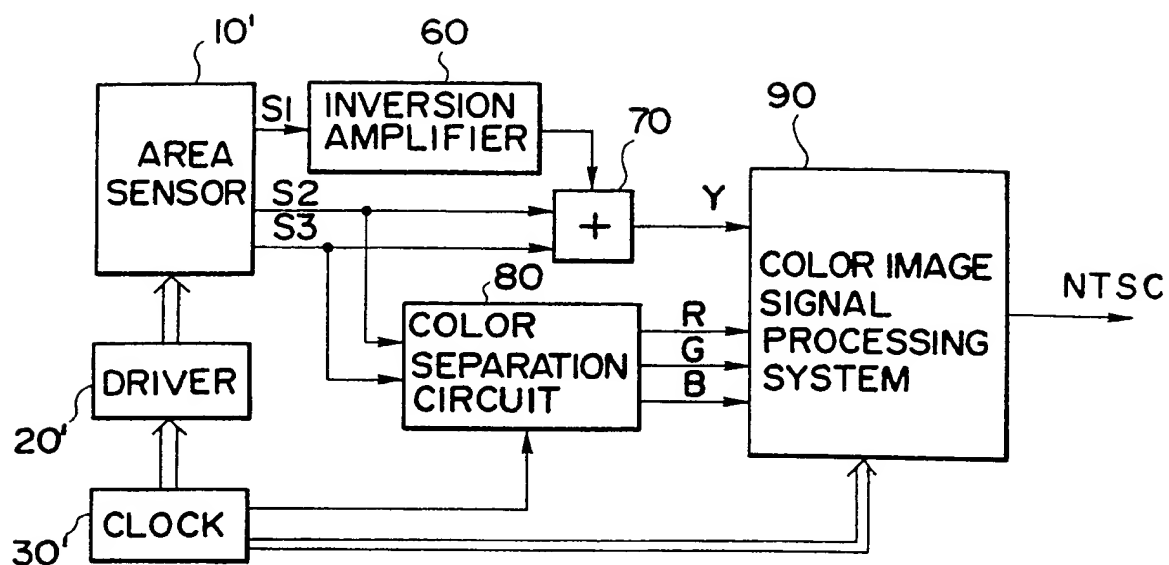 10'
60
90
S1
INVERSION
AMPLIFIER
70
AREA
SENSOR
S2
S3
+
Y
80
COLOR
SEPARATION
CIRCUIT
R
G
B
COLOR IMAGE
SIGNAL
PROCESSING
SYSTEM
NTSC
DRIVER
20'
CLOCK
30'